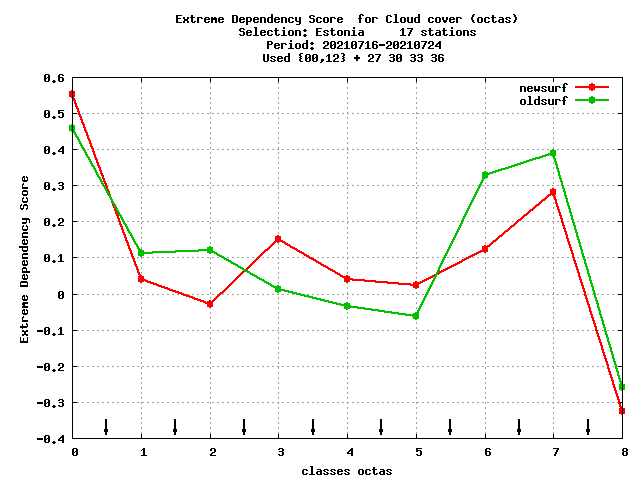 Extreme Dependency Score  for Cloud cover (octas)
Selection: Estonia     17 stations
Period: 20210716-20210724
Used {00,12} + 27 30 33 36
newsurf
oldsurf
Extreme Dependency Score
0.6
0.5
0.4
0.3
0.2
0.1
0
-0.1
-0.2
-0.3
-0.4
0 1 2 3 4 5 6 7 8
classes octas